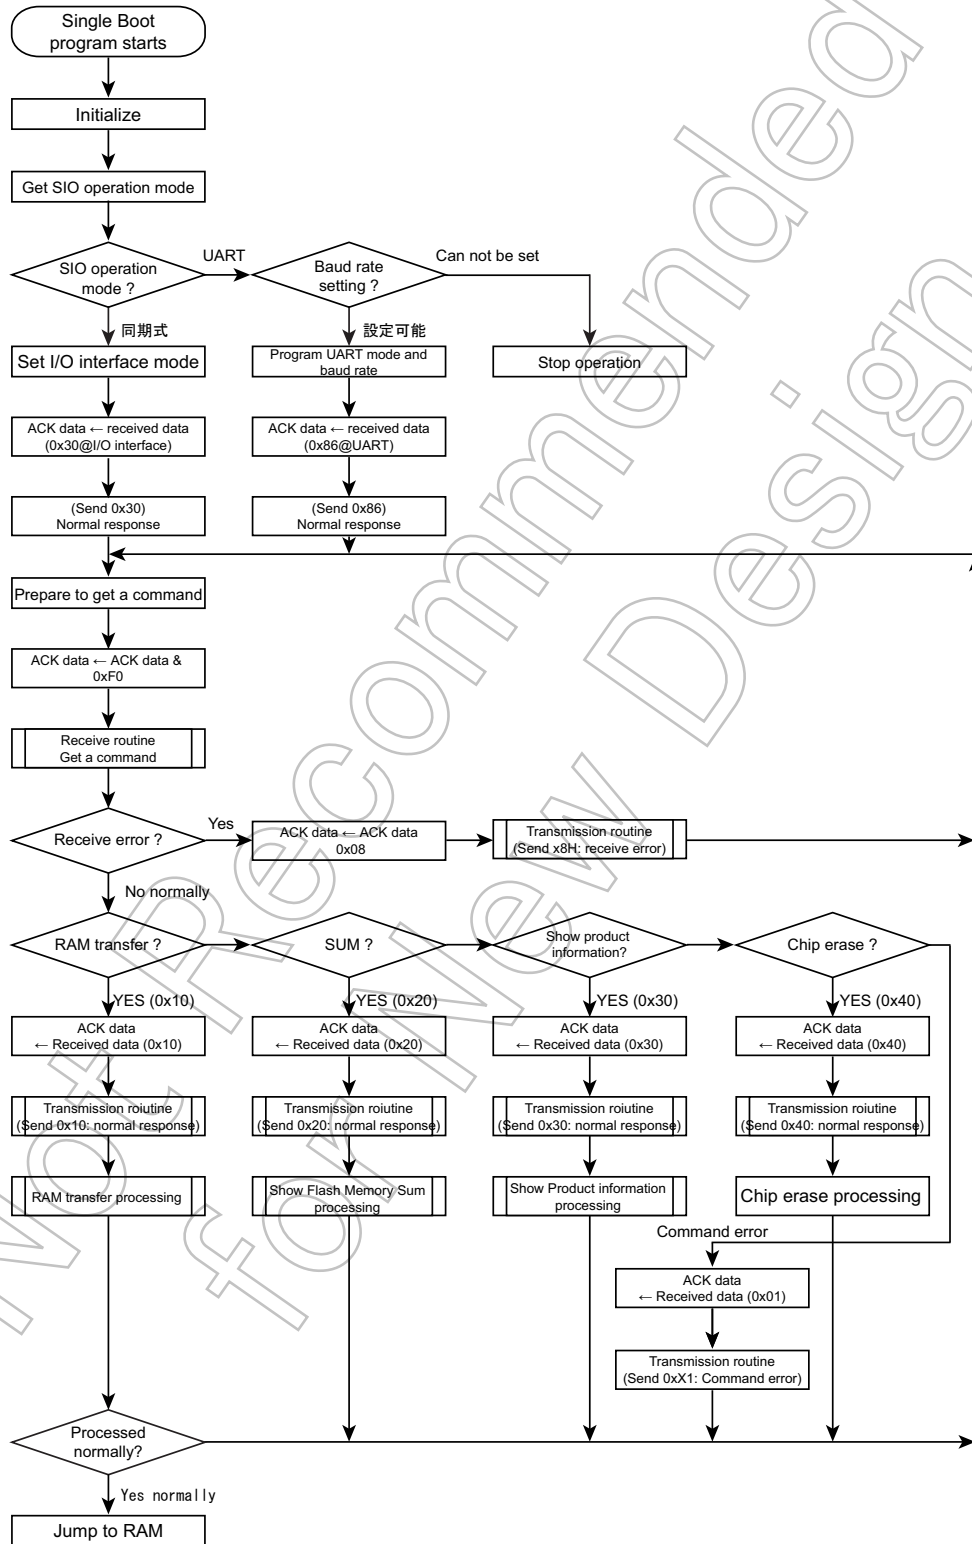 Single Boot
program starts
Initialize
Get SIO operation mode
SIO operation
mode ?
UART
Baud rate
setting ?
Can not be set
同期式
設定可能
Set I/O interface mode
Program UART mode and
baud rate
Stop operation
ACK data ← received data
(0x30@I/O interface)
ACK data ← received data
(0x86@UART)
(Send 0x30)
Normal response
(Send 0x86)
Normal response
Prepare to get a command
ACK data ← ACK data &
0xF0
Receive routine
Get a command
Receive error ?
Yes
ACK data ← ACK data
0x08
Transmission routine
(Send x8H: receive error)
No normally
RAM transfer ?
SUM ?
Show product
information?
Chip erase ?
YES (0x10)
YES (0x20)
YES (0x30)
YES (0x40)
ACK data
← Received data (0x10)
ACK data
← Received data (0x20)
ACK data
← Received data (0x30)
ACK data
← Received data (0x40)
Transmission roiutine
(Send 0x10: normal response)
Transmission roiutine
(Send 0x20: normal response)
Transmission roiutine
(Send 0x30: normal response)
Transmission roiutine
(Send 0x40: normal response)
RAM transfer processing
Show Flash Memory Sum
processing
Show Product information
processing
Chip erase processing
Command error
ACK data
← Received data (0x01)
Transmission routine
(Send 0xX1: Command error)
Processed
normally?
Yes normally
Jump to RAM
Not Recommended
for New Design